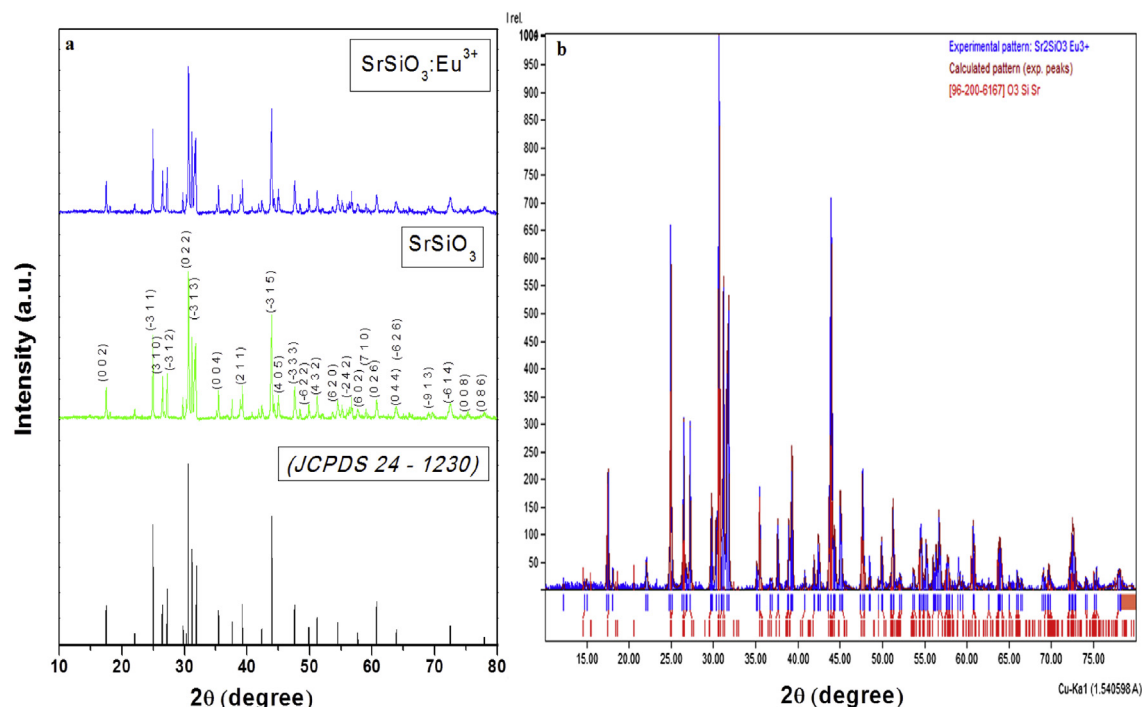 a
SrSiO3:Eu3+
SrSiO3
(0 0 2)
(-3 1 1)
(3 1 0)
(-3 1 2)
(0 2 2)
(-3 1 3)
(0 0 4)
(2 1 1)
(-3 1 5)
(4 0 5)
(-3 3 3)
(-6 2 2)
(4 3 2)
(6 2 0)
(-2 4 2)
(6 0 2)
(7 1 0)
(0 2 6)
(0 4 4)
(-6 2 6)
(-9 1 3)
(-6 1 4)
(0 0 8)
(0 8 6)
(JCPDS 24 - 1230)
Intensity (a.u.)
10 20 30 40 50 60 70 80
2θ (degree)
I rel.
b
Experimental pattern: Sr2SiO3 Eu3+
Calculated pattern (exp. peaks)
[96-200-6167] O3 Si Sr
950
900
850
800
750
700
650
600
550
500
450
400
350
300
250
200
150
100
50
15.00 20.00 25.00 30.00 35.00 40.00 45.00 50.00 55.00 60.00 65.00 70.00 75.00
2θ (degree)
Cu-Ka1 (1.540598 A)